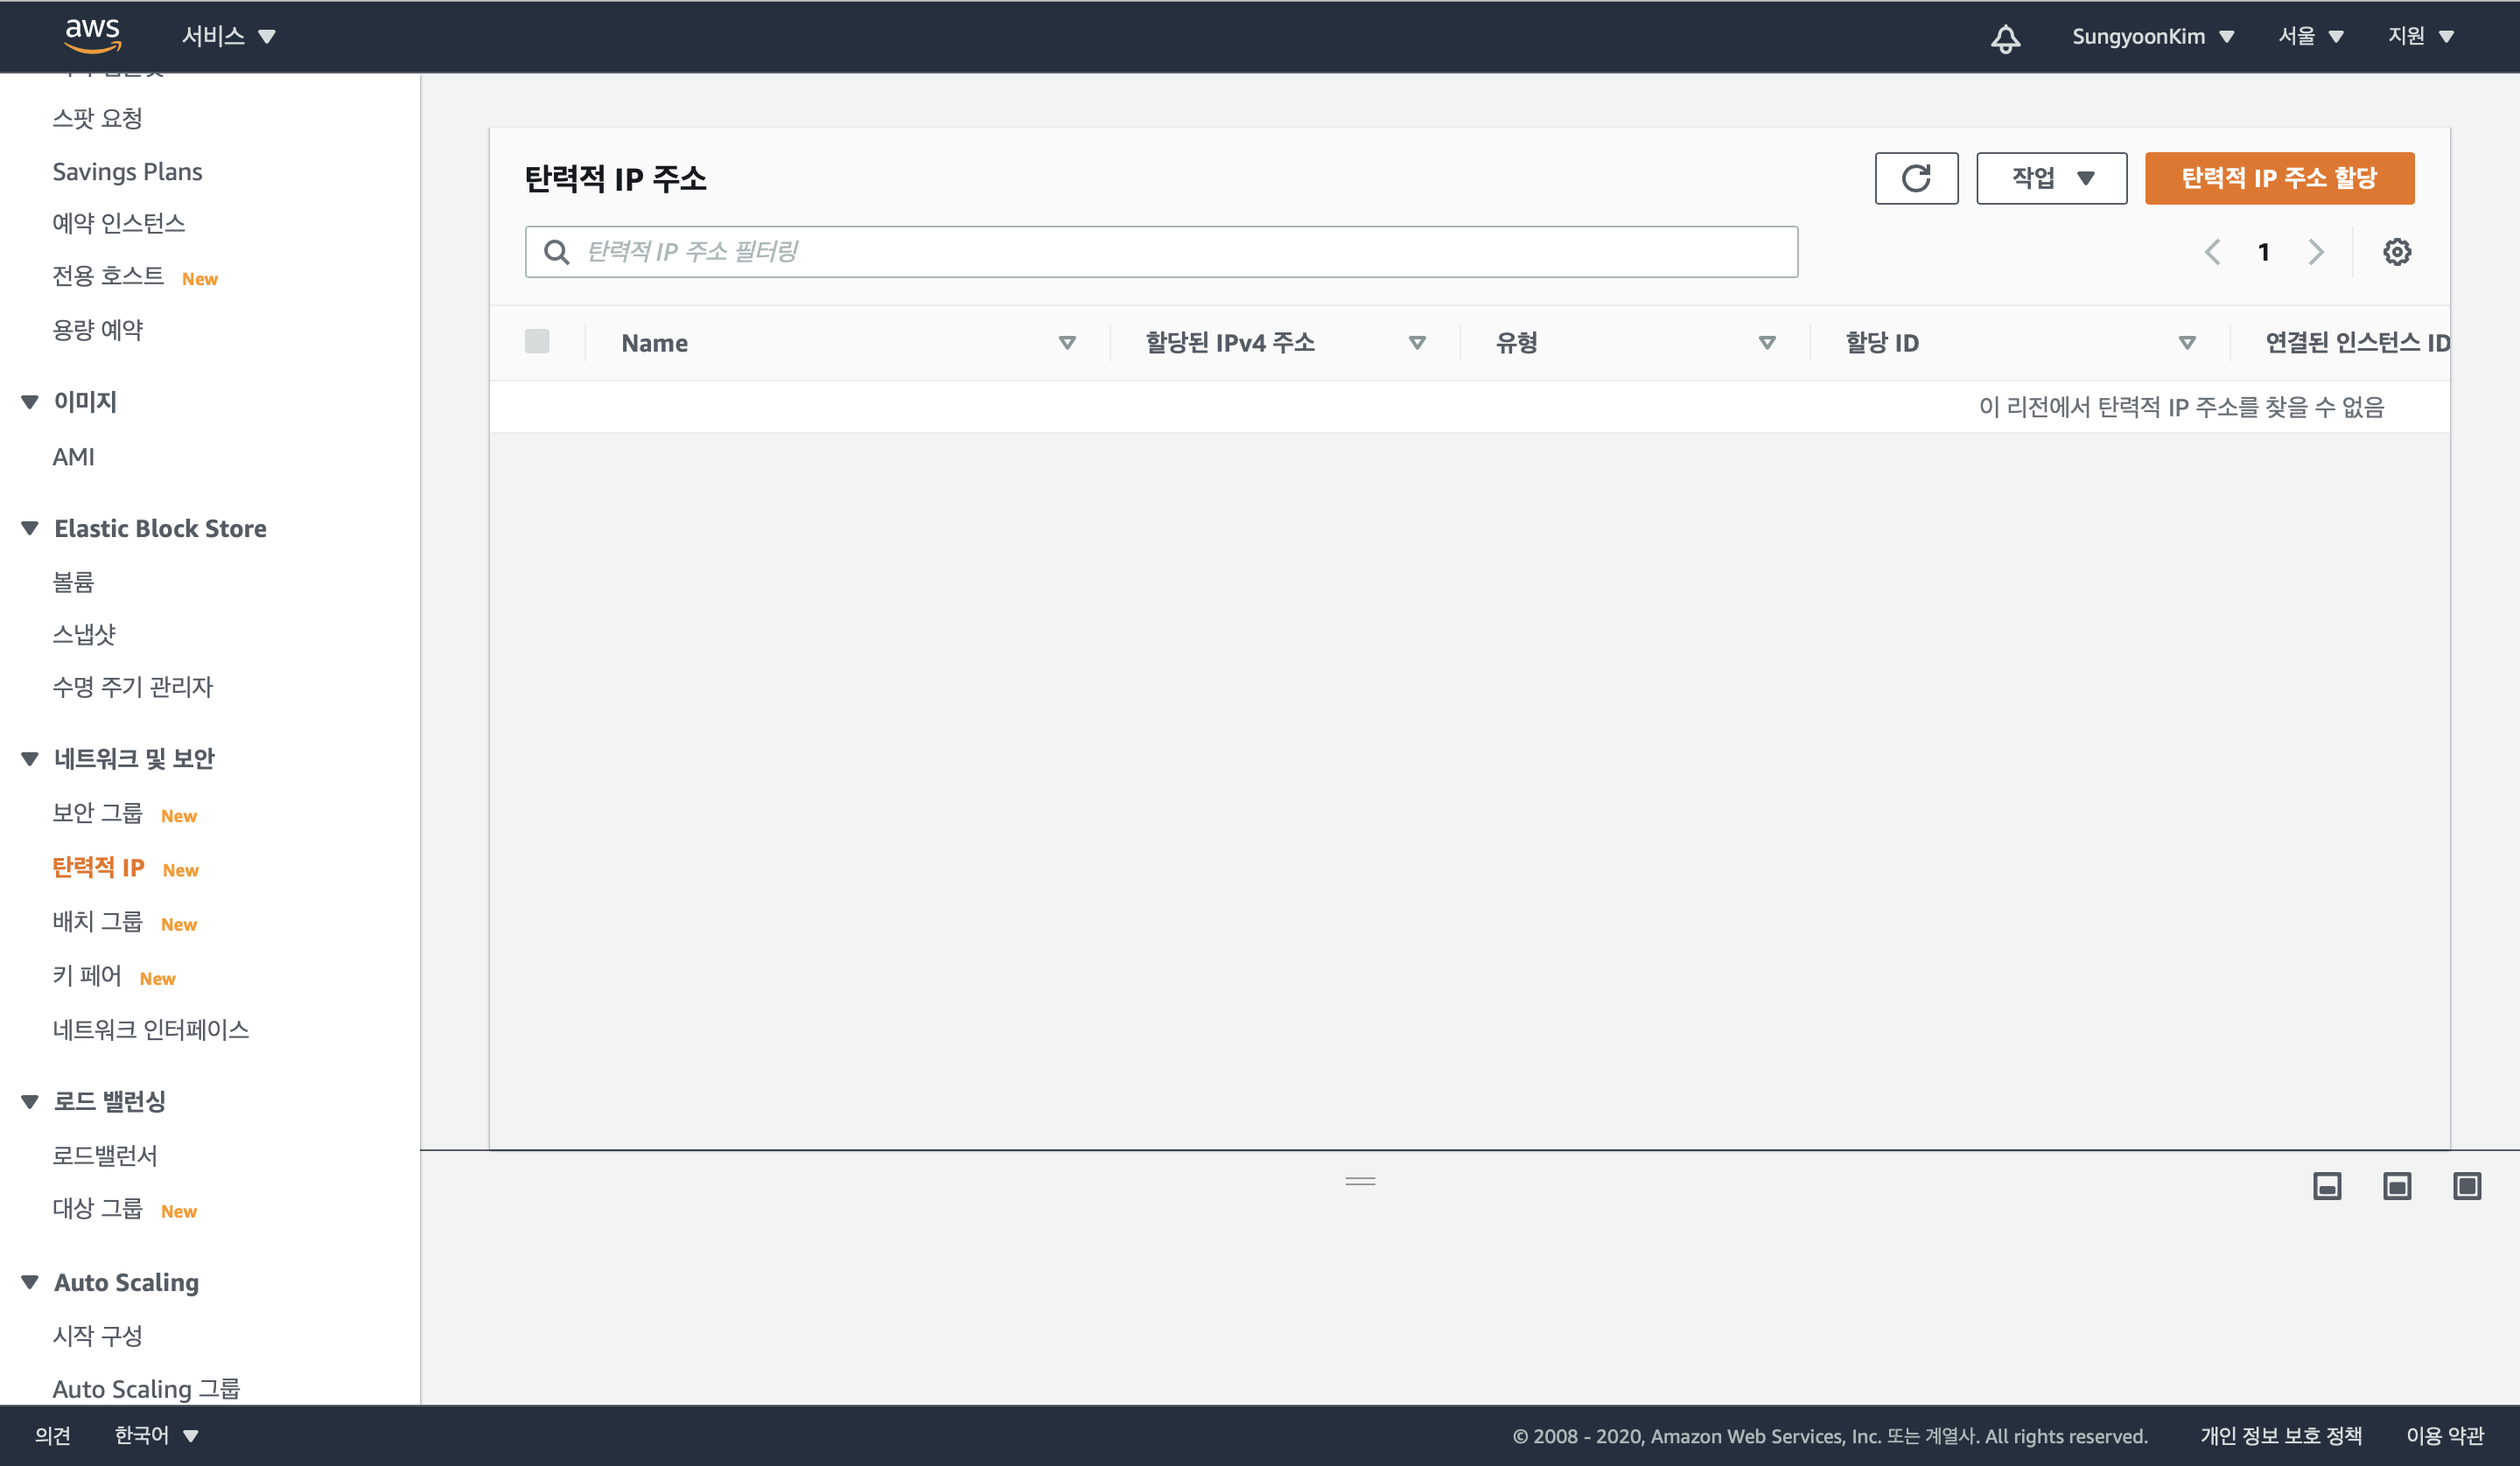 aws
서비스
SungyoonKim
서울
지원
스팟 요청
Savings Plans
예약 인스턴스
전용 호스트 New
용량 예약
이미지
AMI
Elastic Block Store
볼륨
스냅샷
수명 주기 관리자
네트워크 및 보안
보안 그룹 New
탄력적 IP New
배치 그룹 New
키 페어 New
네트워크 인터페이스
로드 밸런싱
로드밸런서
대상 그룹 New
Auto Scaling
시작 구성
Auto Scaling 그룹
탄력적 IP 주소
작업
탄력적 IP 주소 할당
탄력적 IP 주소 필터링
1
Name
할당된 IPv4 주소
유형
할당 ID
연결된 인스턴스 ID
이 리전에서 탄력적 IP 주소를 찾을 수 없음
의견
한국어
© 2008 - 2020, Amazon Web Services, Inc. 또는 계열사. All rights reserved.
개인 정보 보호 정책
이용 약관